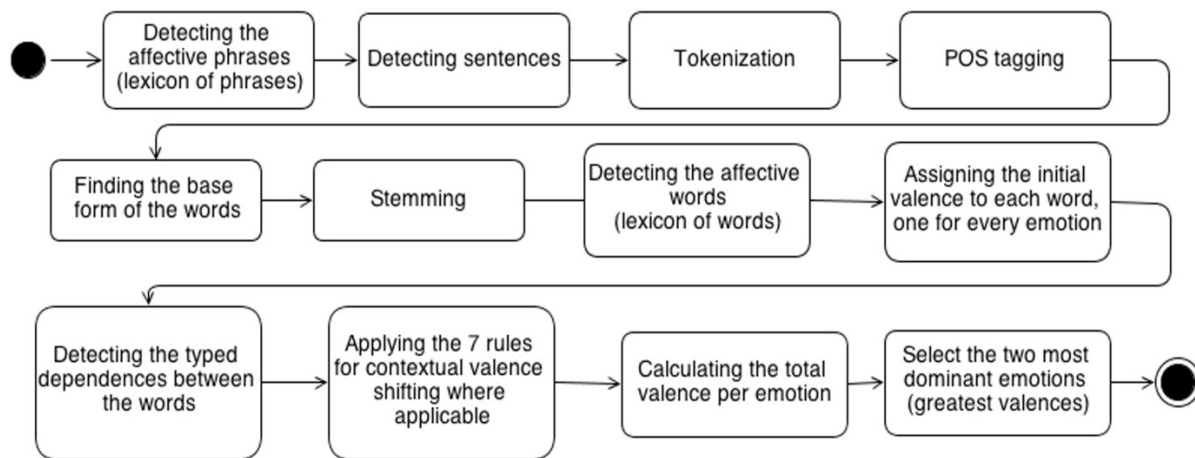 Detecting the
affective phrases
(lexicon of phrases)
Detecting sentences
Tokenization
POS tagging
Finding the base
form of the words
Stemming
Detecting the affective
words
(lexicon of words)
Assigning the initial
valence to each word,
one for every emotion
Detecting the typed
dependences between
the words
Applying the 7 rules
for contextual valence
shifting where
applicable
Calculating the total
valence per emotion
Select the two most
dominant emotions
(greatest valences)